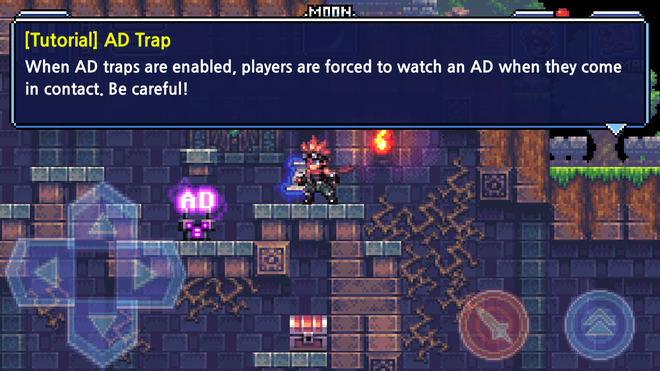 MOON
[Tutorial] AD Trap
When AD traps are enabled, players are forced to watch an AD when they come
in contact. Be careful!
AD